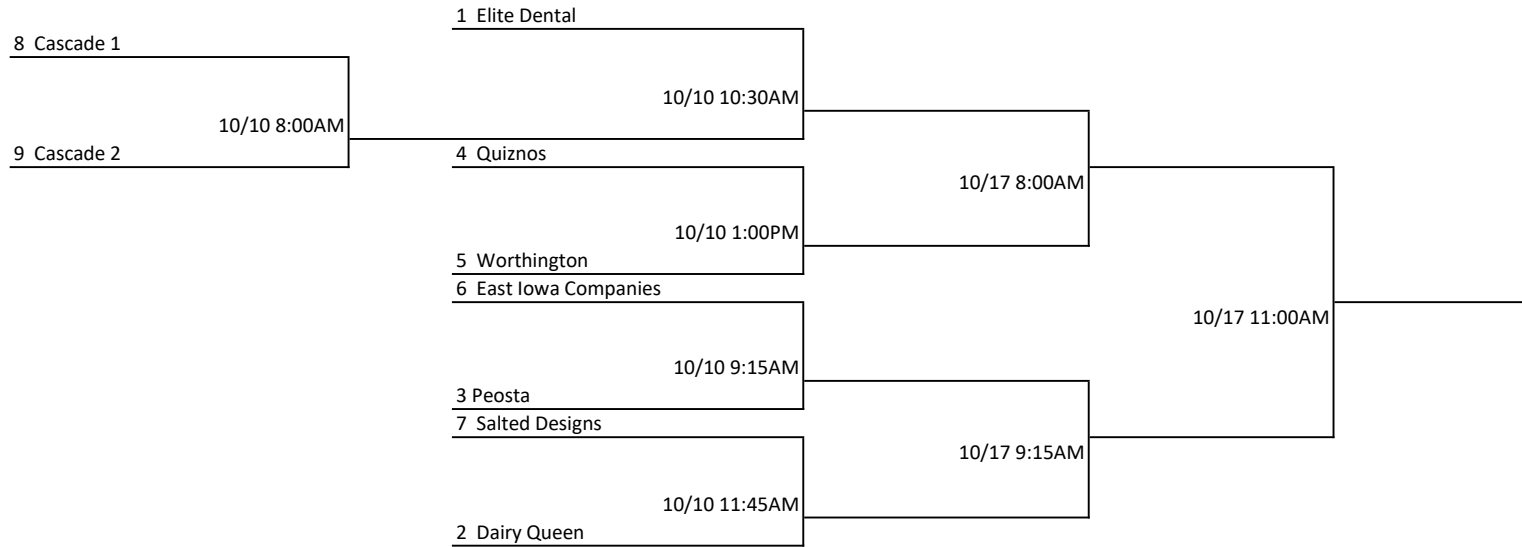 1 Elite Dental
8 Cascade 1
10/10 10:30AM
10/10 8:00AM
9 Cascade 2
4 Quiznos
10/17 8:00AM
10/10 1:00PM
5 Worthington
6 East Iowa Companies
10/17 11:00AM
10/10 9:15AM
3 Peosta
7 Salted Designs
10/17 9:15AM
10/10 11:45AM
2 Dairy Queen